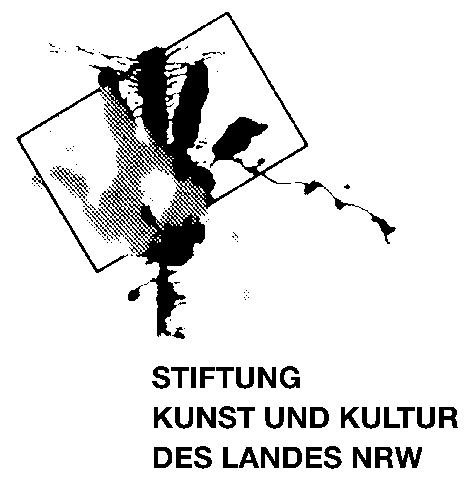 STIFTUNG
KUNST UND KULTUR
DES LANDES NRW